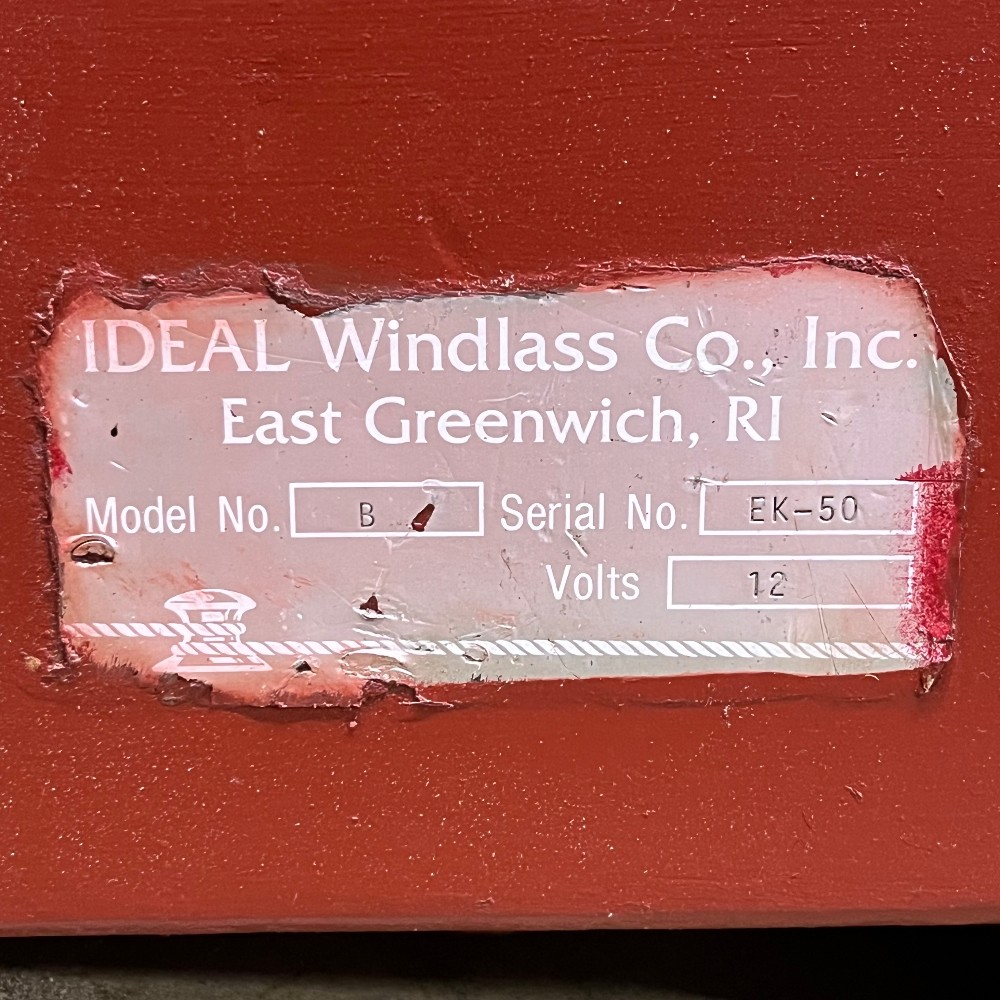 IDEAL Windlass Co., Inc.
East Greenwich, RI
Model No. B Serial No. EK-50
Volts 12